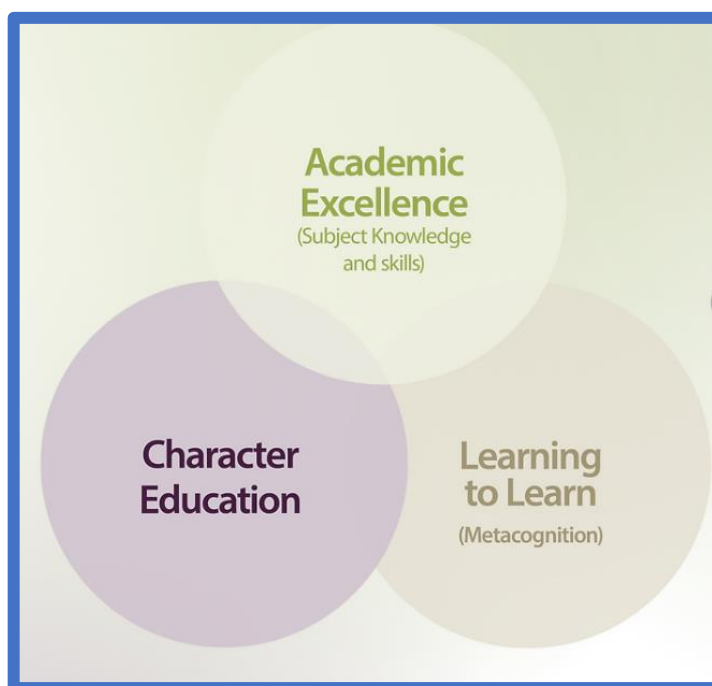 Academic
Excellence
(Subject Knowledge
and skills)
Character
Education
Learning
to Learn
(Metacognition)